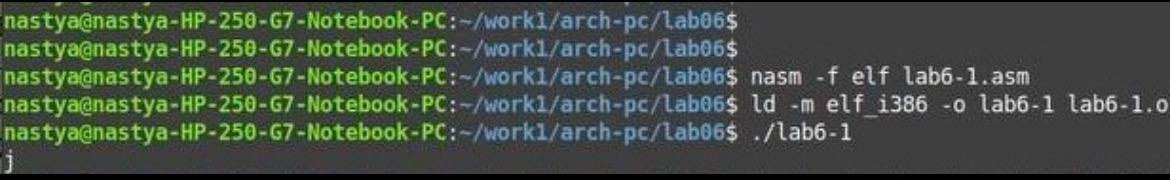 nastya@nastya-HP-250-G7-Notebook-PC:~/work1/arch-pc/lab06$
nastya@nastya-HP-250-G7-Notebook-PC:~/work1/arch-pc/lab06$
nastya@nastya-HP-250-G7-Notebook-PC:~/work1/arch-pc/lab06$ nasm -f elf lab6-1.asm
nastya@nastya-HP-250-G7-Notebook-PC:~/work1/arch-pc/lab06$ ld -m elf_i386 -o lab6-1 lab6-1.o
nastya@nastya-HP-250-G7-Notebook-PC:~/work1/arch-pc/lab06$ ./lab6-1
j